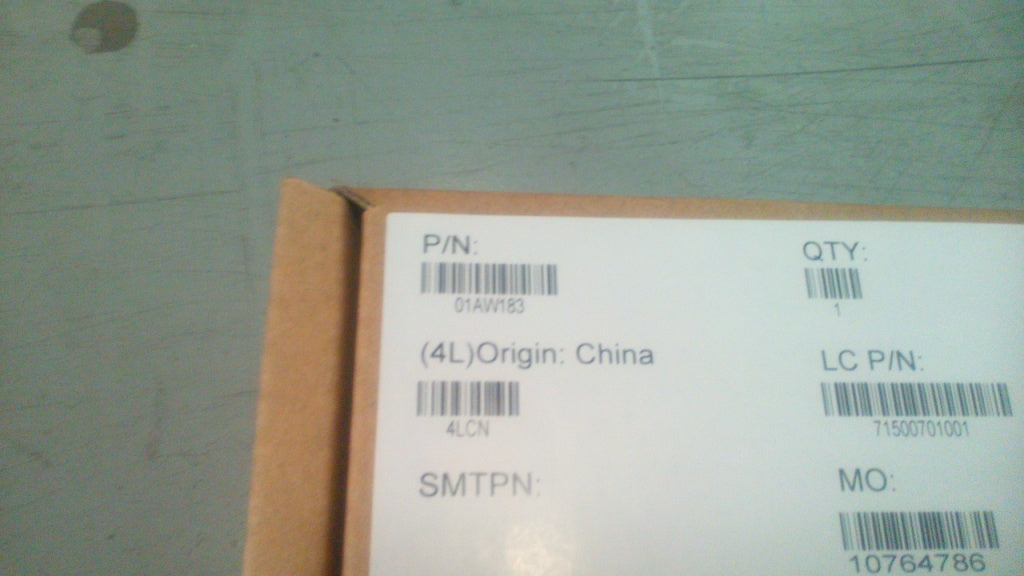 P/N:
QTY:
01AW183
1
(4L)Origin: China
LC P/N:
4LCN
71500701001
SMTPN:
MO:
10764786